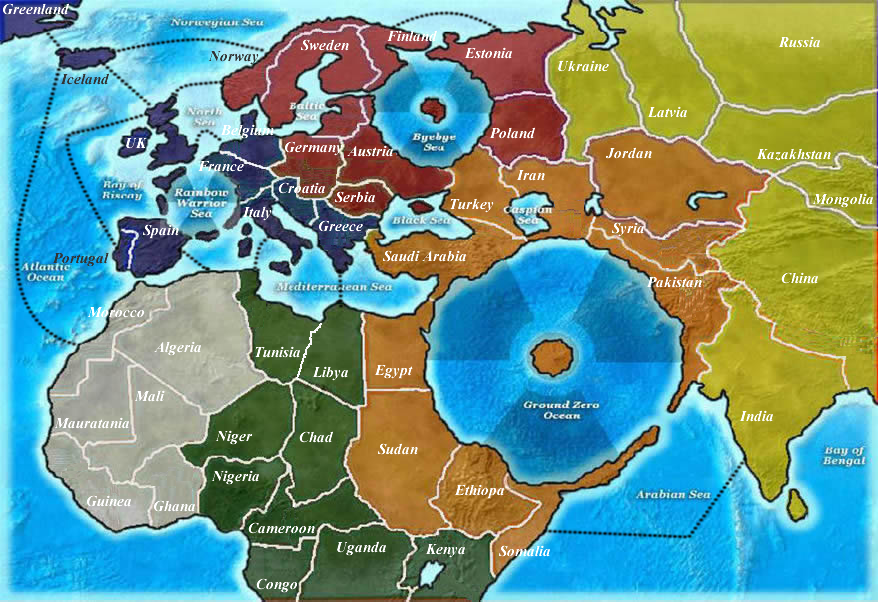 Greenland
Norwegian Sea
Iceland
Norway
Sweden
Finland
Estonia
Ukraine
Russia
North
Sea
Baltic
Sea
Latvia
UK
Belgium
Germany
Austria
Byebye
Sea
Poland
Jordan
Kazakhstan
France
Croatia
Iran
Bay of
Biscay
Rainbow
Warrior
Sea
Serbia
Turkey
Caspian
Sea
Mongolia
Italy
Spain
Greece
Black Sea
Syria
Portugal
Saudi Arabia
Atlantic
Ocean
Mediterranean Sea
Pakistan
China
Morocco
Algeria
Tunisia
Libya
Egypt
Mali
Ground Zero
Ocean
Mauratania
India
Niger
Chad
Sudan
Bay of
Bengal
Nigeria
Ethiopa
Arabian Sea
Guinea
Ghana
Cameroon
Uganda
Kenya
Somalia
Congo